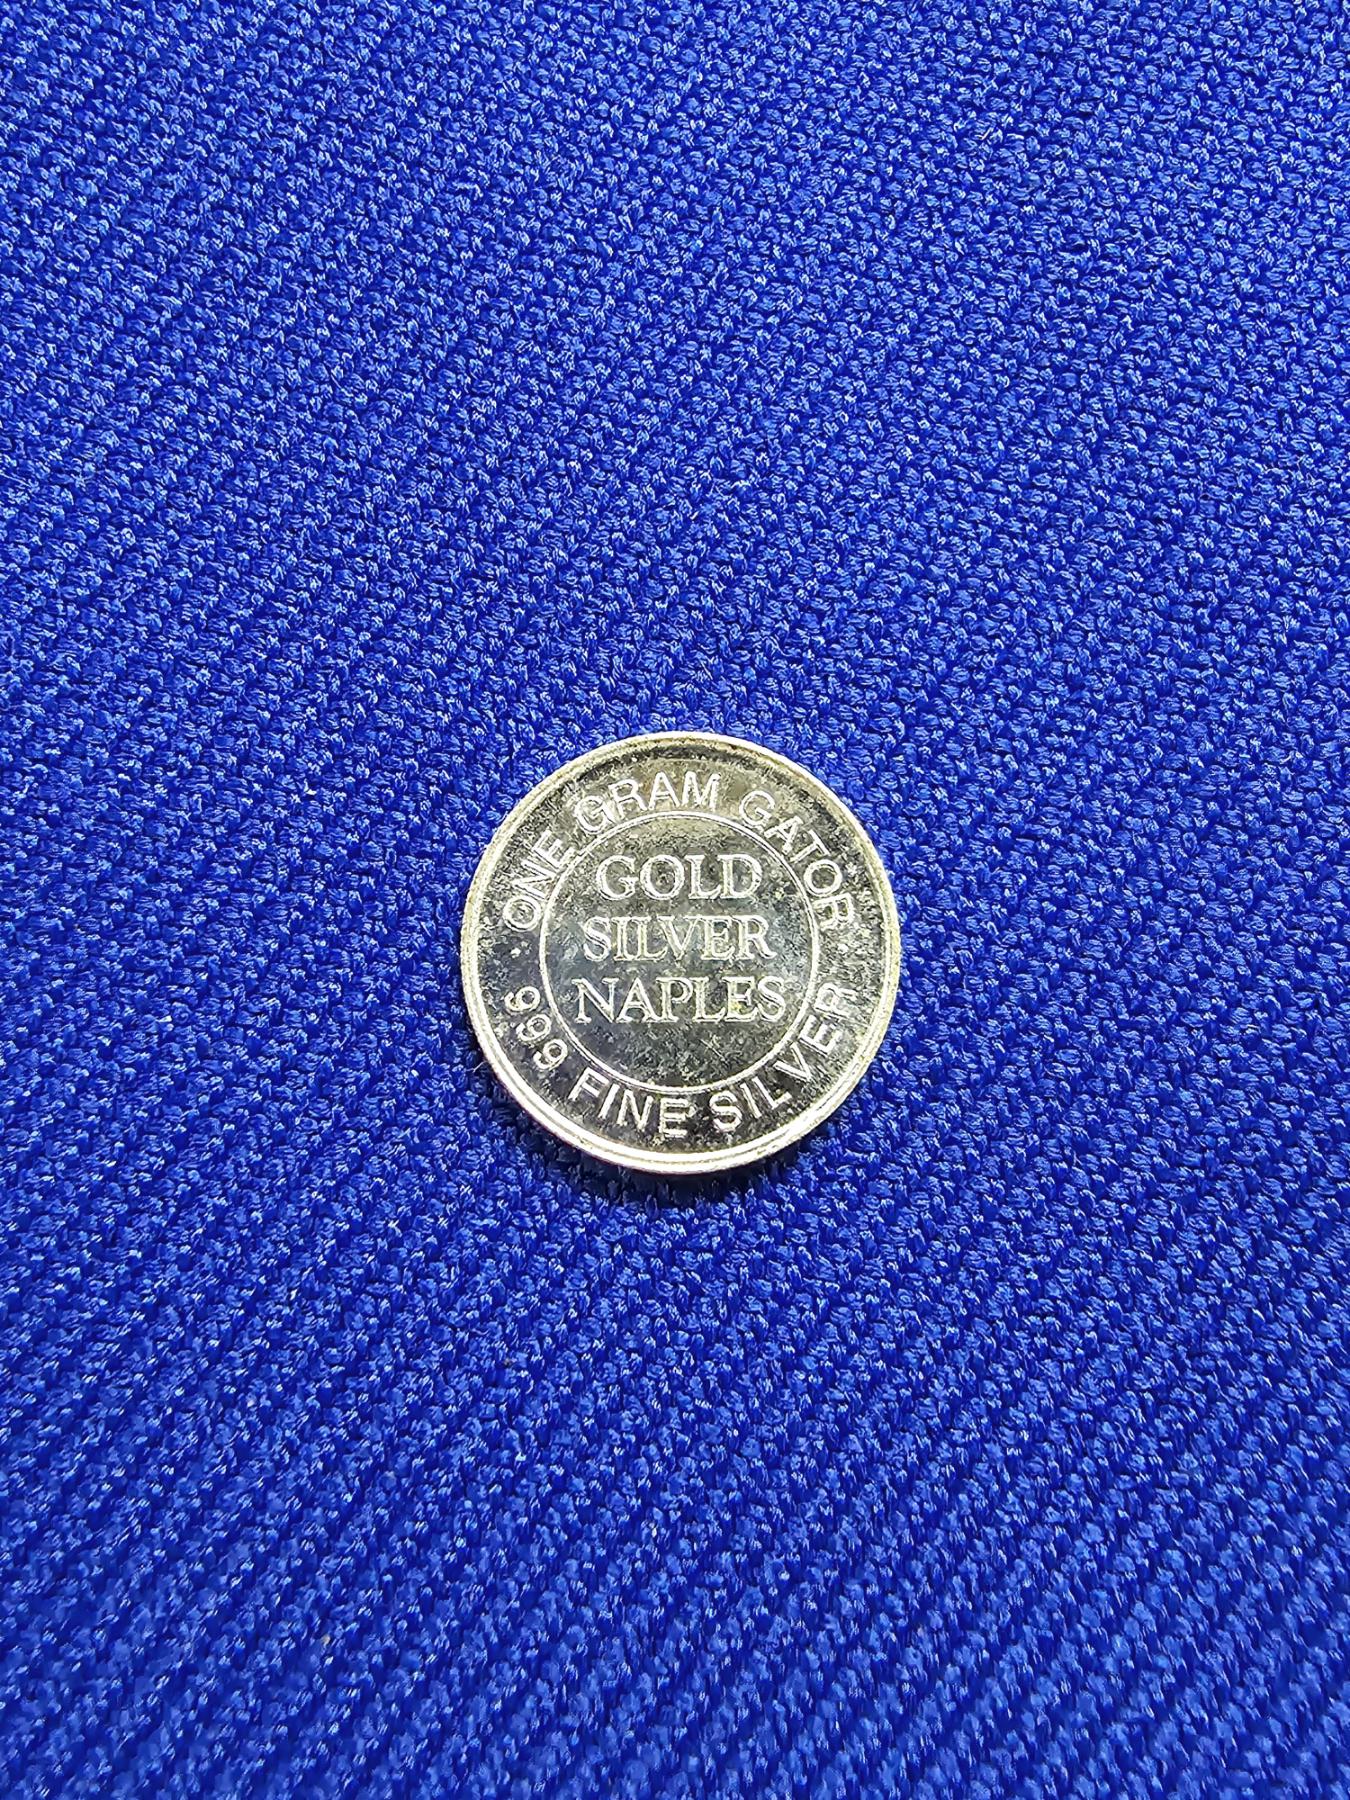 ONE GRAM GATOR
GOLD
SILVER
NAPLES
999 FINE SILVER